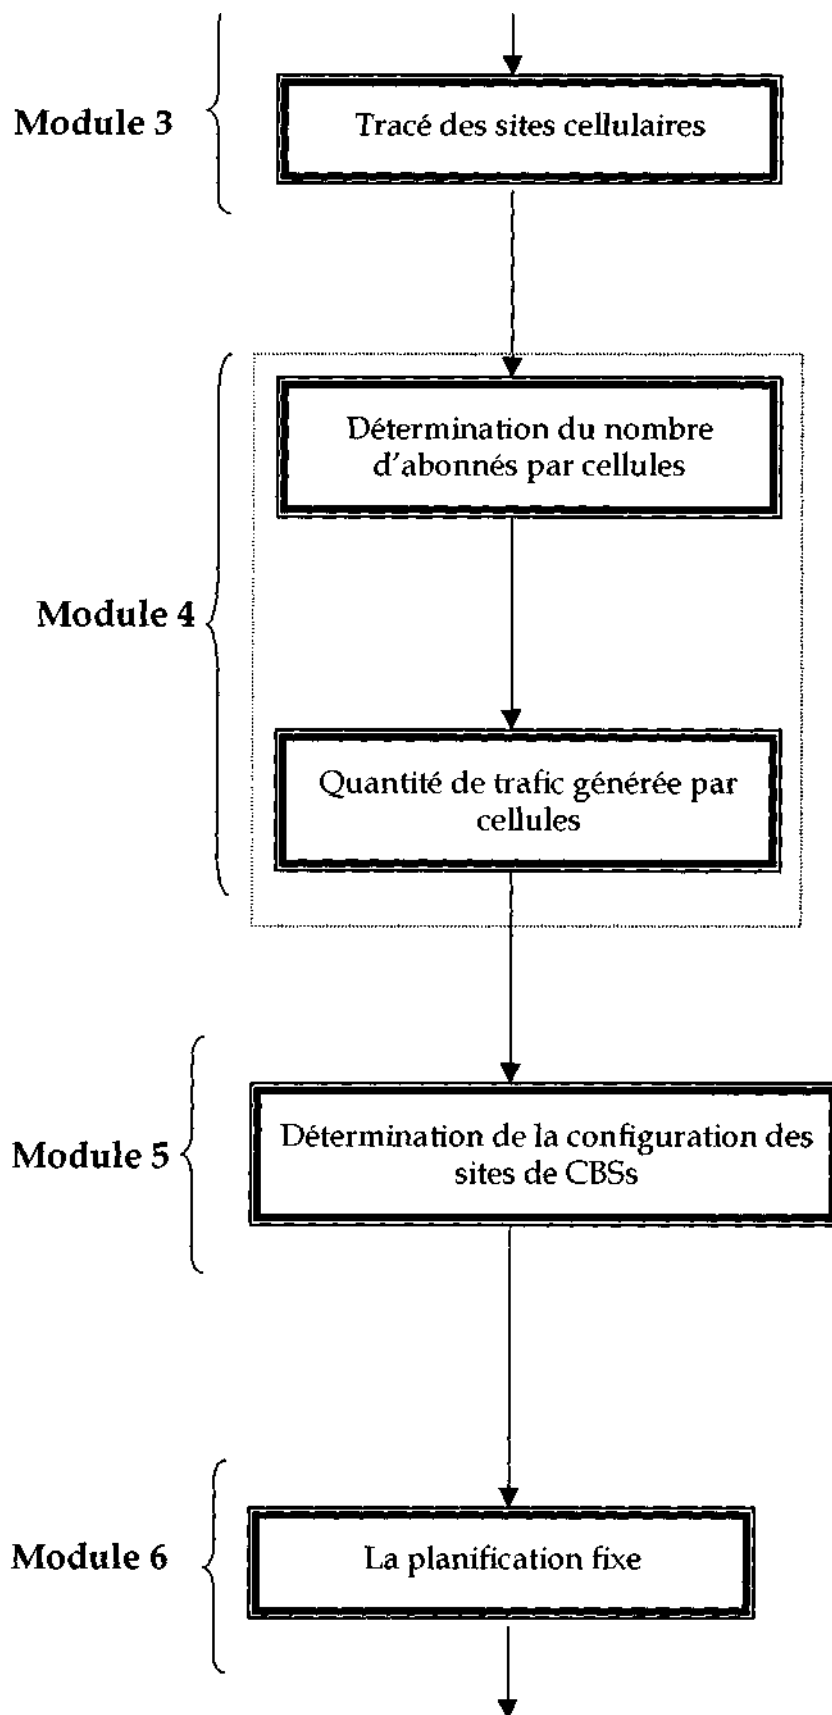 Module 3
Tracé des sites cellulaires
Module 4
Détermination du nombre
d'abonnés par cellules
Quantité de trafic générée par
cellules
Module 5
Détermination de la configuration des
sites de CBSs
Module 6
La planification fixe